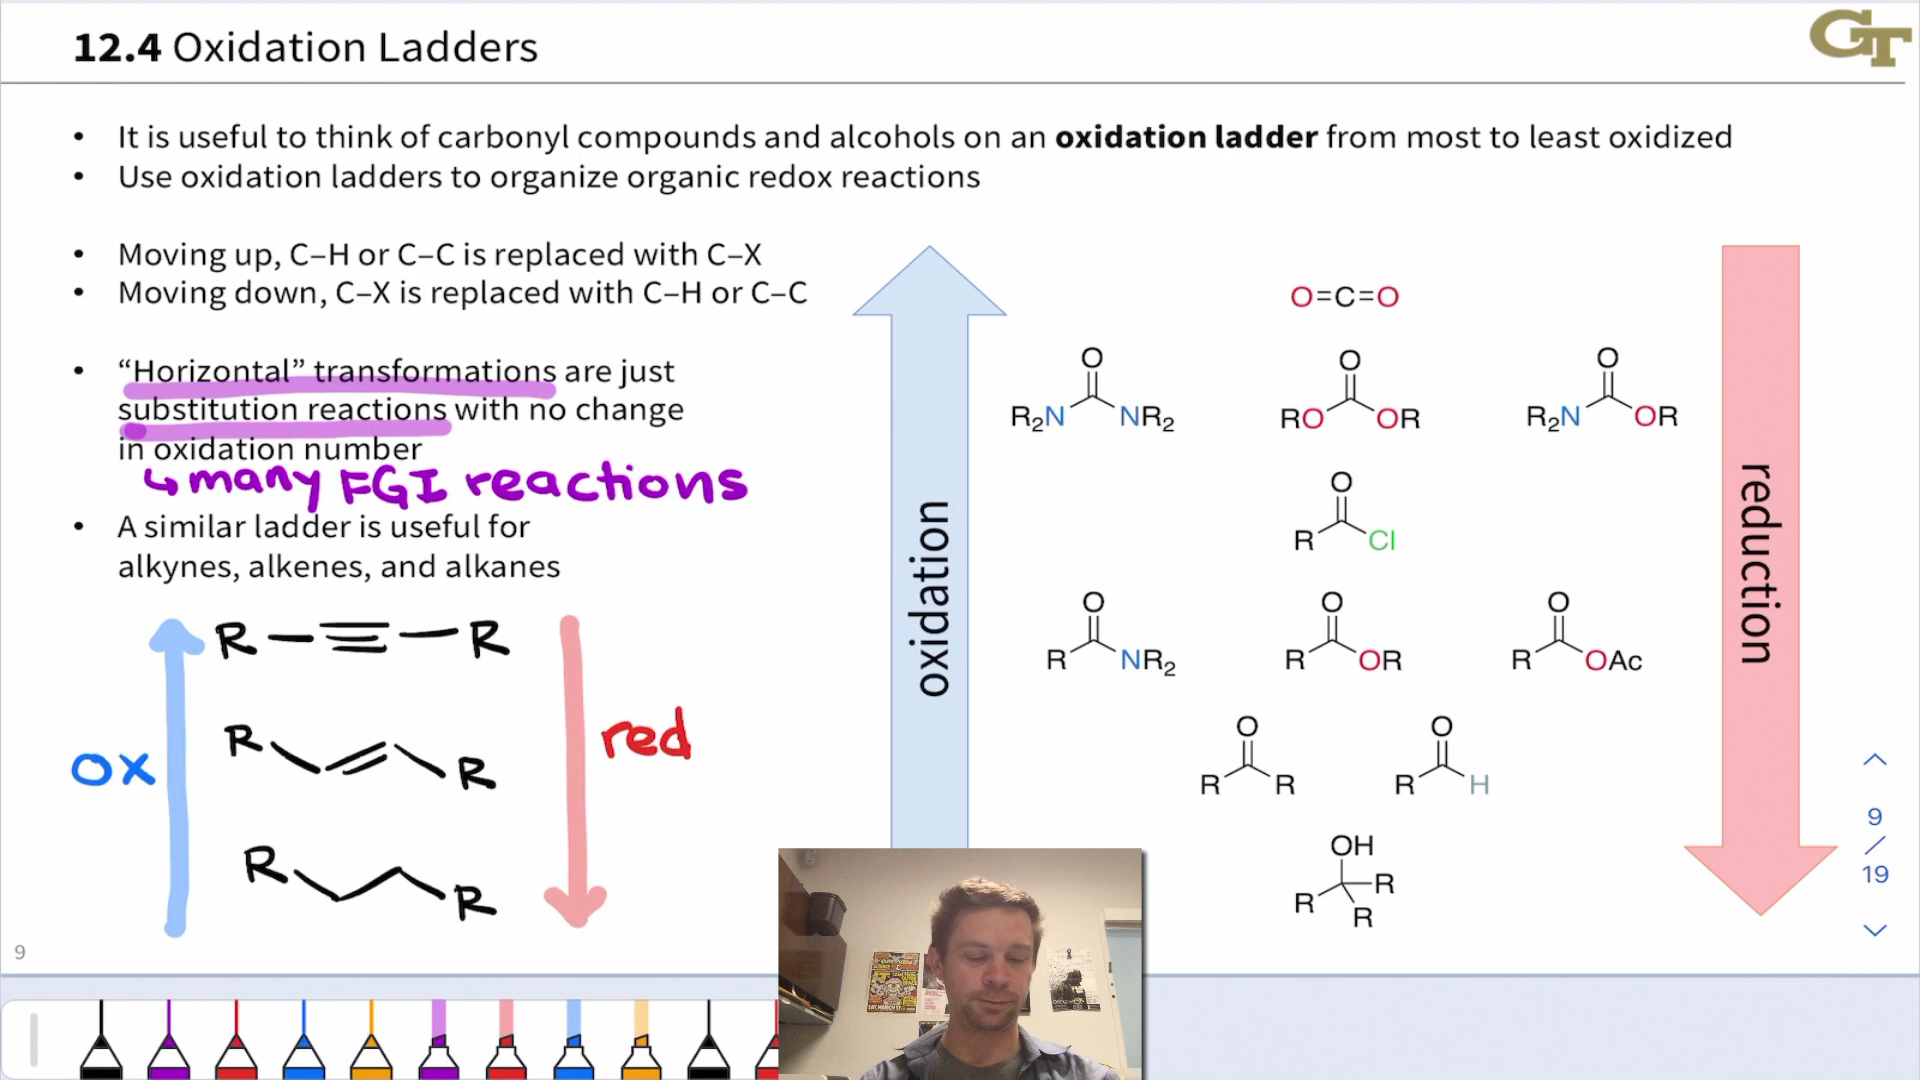 12.4 Oxidation Ladders
GT
• It is useful to think of carbonyl compounds and alcohols on an oxidation ladder from most to least oxidized
• Use oxidation ladders to organize organic redox reactions
• Moving up, C–H or C–C is replaced with C–X
• Moving down, C–X is replaced with C–H or C–C
• “Horizontal” transformations are just
substitution reactions with no change
in oxidation number
↳ many FGI reactions
• A similar ladder is useful for
alkynes, alkenes, and alkanes
R R
R R
R R
ox
red
oxidation
O=C=O
O O O
R₂N NR₂ RO OR R₂N OR
O
R Cl
O O O
R NR₂ R OR R OAc
O O
R R R H
OH
R R
R
reduction
9
/
19
9